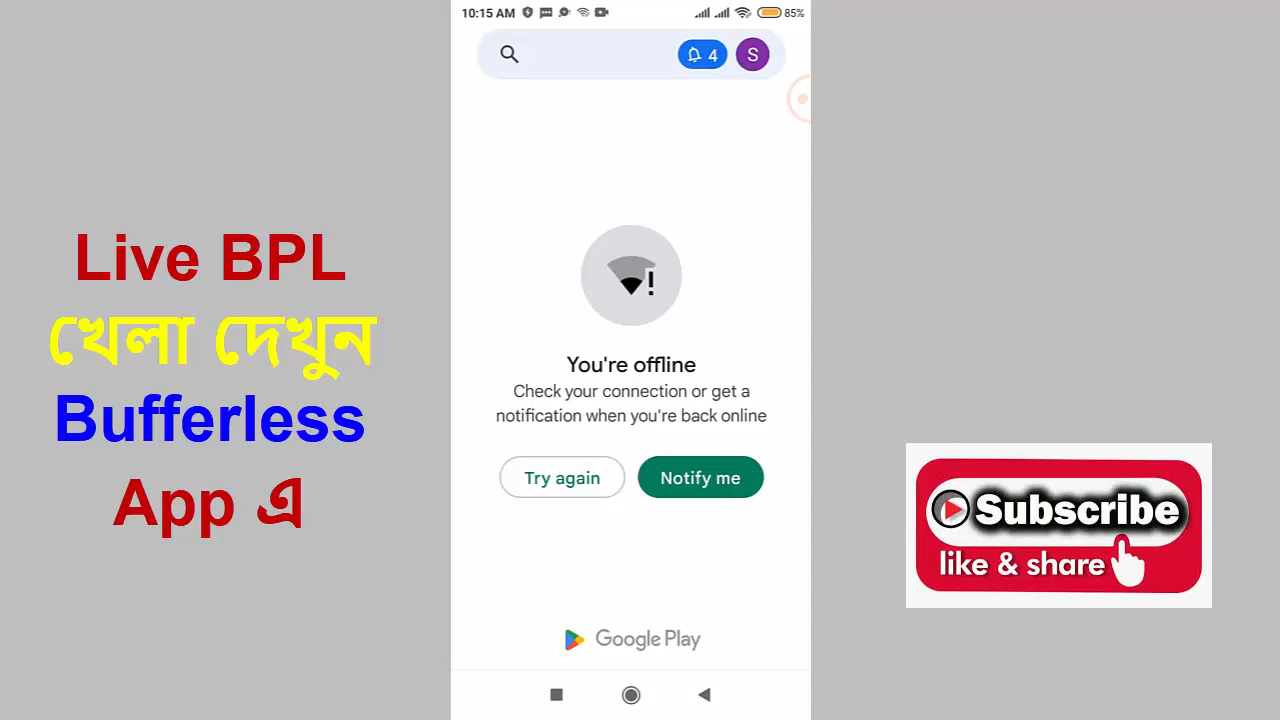 10:15 AM
85%
4
S
Live BPL
খেলা দেখুন
Bufferless
App এ
You're offline
Check your connection or get a
notification when you're back online
Try again
Notify me
Subscribe
like & share
Google Play